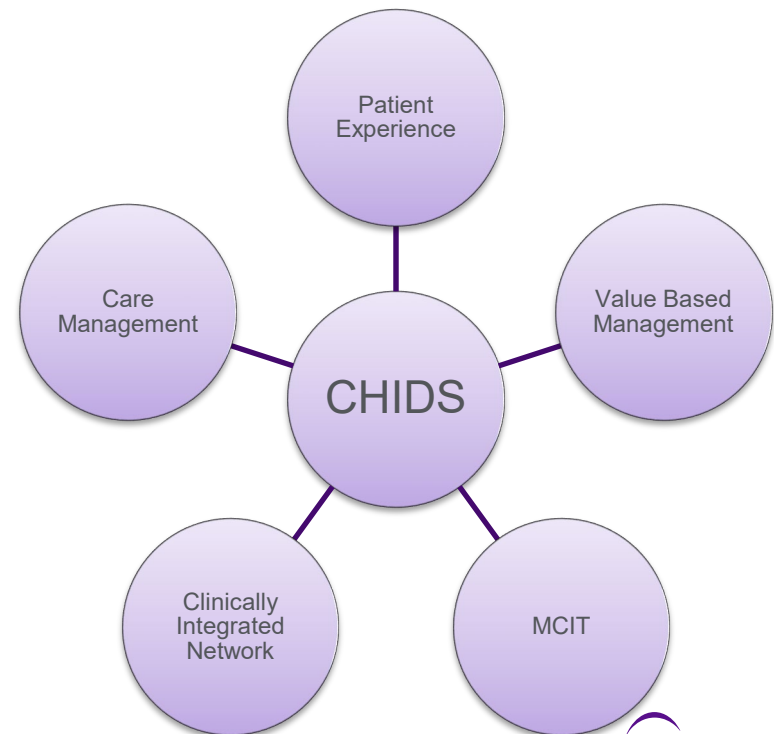 Patient
Experience
Care
Management
Value Based
Management
CHIDS
Clinically
Integrated
Network
MCIT